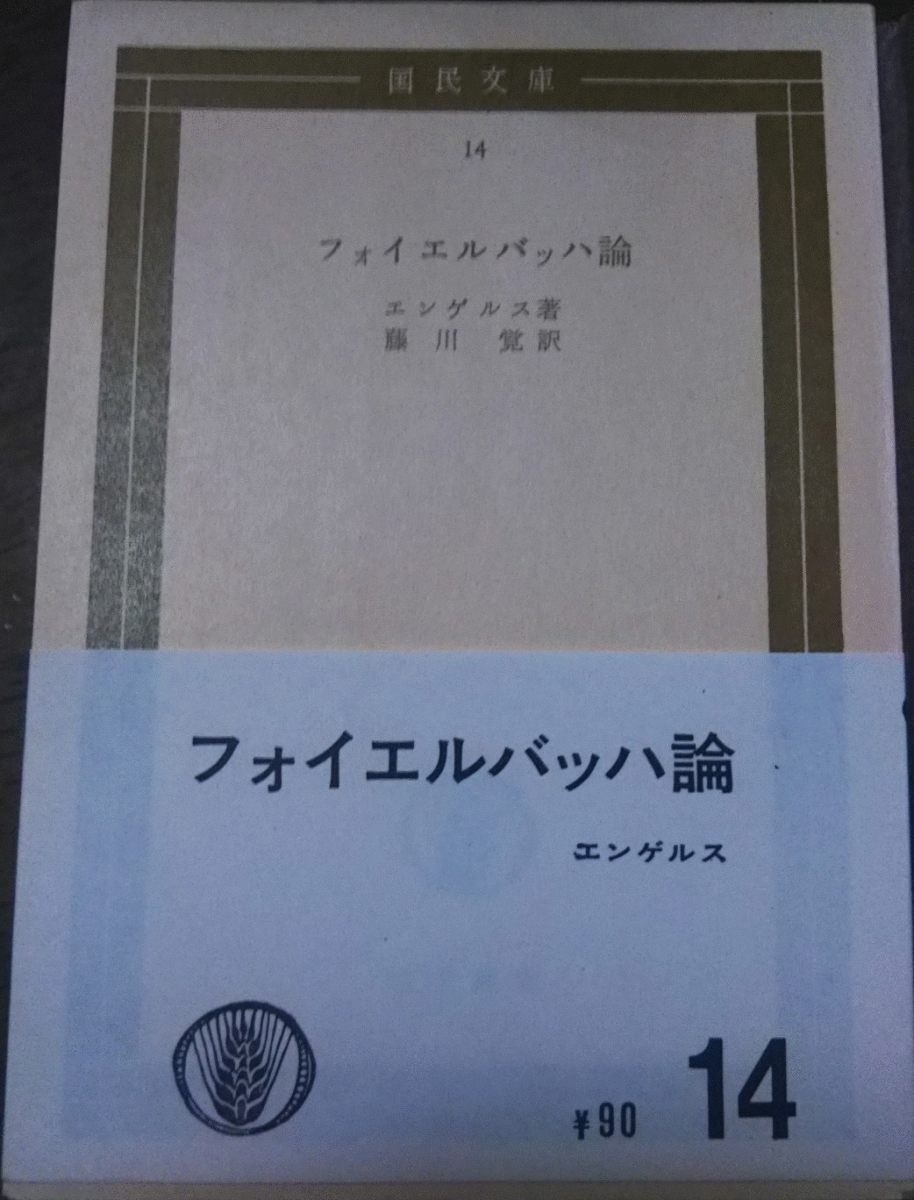 国民文庫
14
フォイエルバッハ論
エンゲルス著
藤川 覚訳
フォイエルバッハ論
エンゲルス
¥90
14